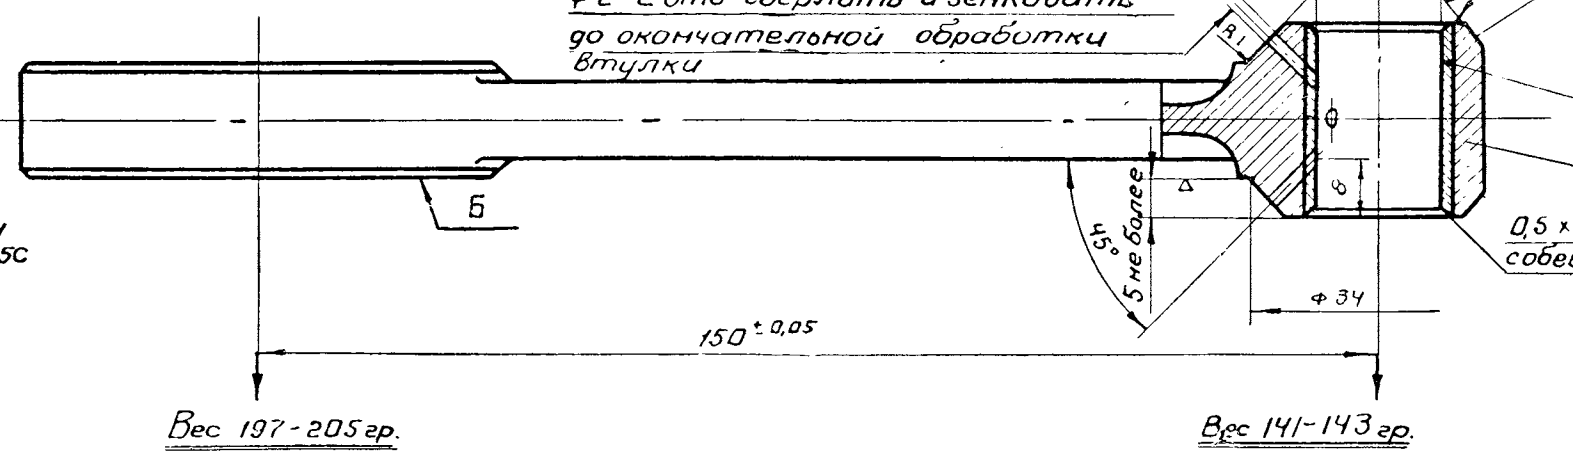 до окончательной обработки
втулки
R1
Б
5С
45°
5 не более
8
0,5 ×
Ф 34
150 ± 0,05
Вес 197-205 гр.
Вес 141-143 гр.